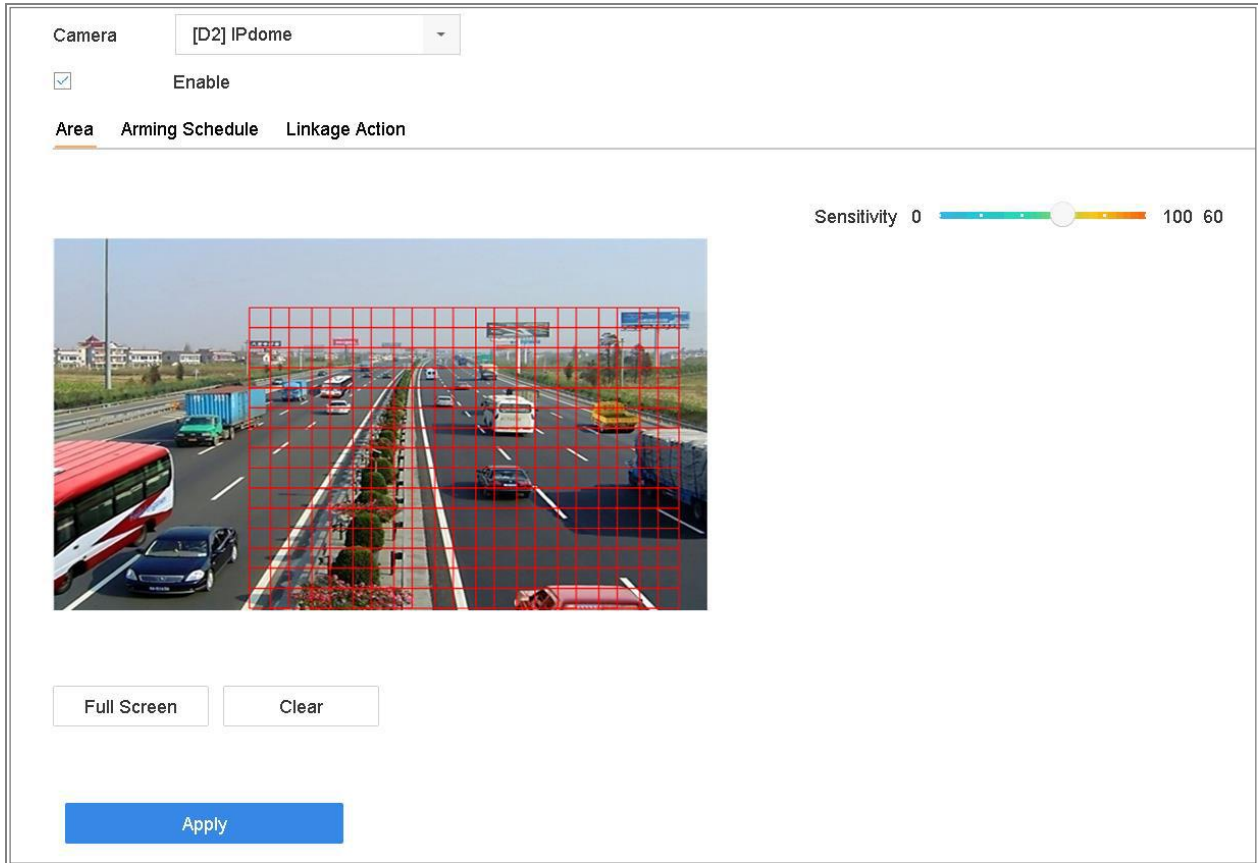 Camera [D2] IPdome
Enable
Area Arming Schedule Linkage Action
Sensitivity 0 100 60
Full Screen Clear
Apply